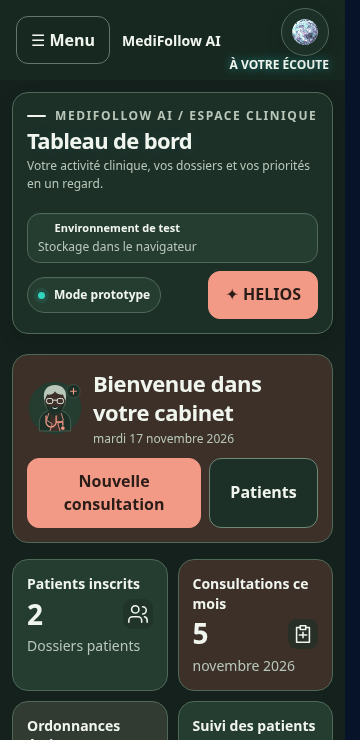 ☰ Menu
MediFollow AI
À VOTRE ÉCOUTE
MEDIFOLLOW AI / ESPACE CLINIQUE
Tableau de bord
Votre activité clinique, vos dossiers et vos priorités
en un regard.
Environnement de test
Stockage dans le navigateur
Mode prototype
✦ HELIOS
Bienvenue dans
votre cabinet
mardi 17 novembre 2026
Nouvelle
consultation
Patients
Patients inscrits
2
Dossiers patients
Consultations ce
mois
5
novembre 2026
Ordonnances
Suivi des patients